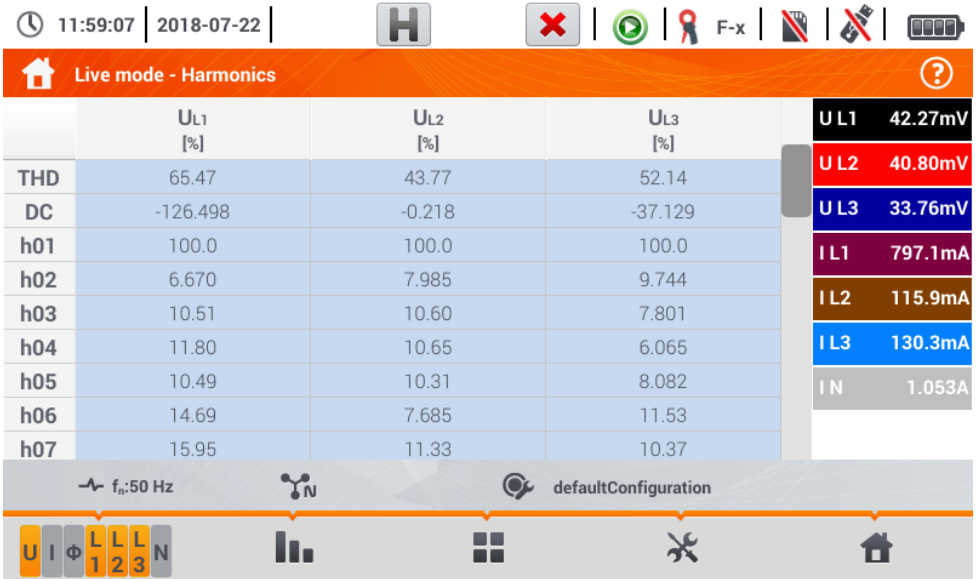 11:59:07 2018-07-22 H F-x
Live mode - Harmonics ?
UL1 UL2 UL3
[%] [%] [%]
THD 65.47 43.77 52.14
DC -126.498 -0.218 -37.129
h01 100.0 100.0 100.0
h02 6.670 7.985 9.744
h03 10.51 10.60 7.801
h04 11.80 10.65 6.065
h05 10.49 10.31 8.082
h06 14.69 7.685 11.53
h07 15.95 11.33 10.37
U L1 42.27mV
U L2 40.80mV
U L3 33.76mV
I L1 797.1mA
I L2 115.9mA
I L3 130.3mA
I N 1.053A
fn:50 Hz N defaultConfiguration
U I Φ L1 L2 L3 N